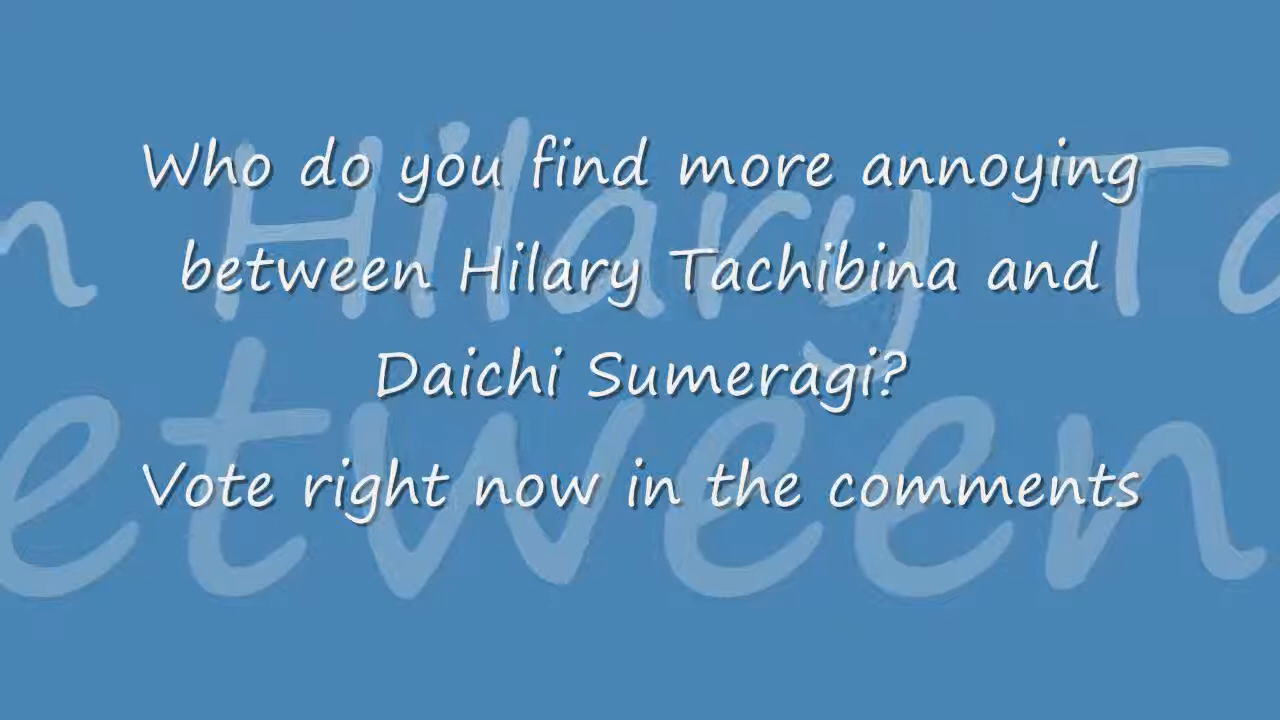 Who do you find more annoying
between Hilary Tachibina and
Daichi Sumeragi?
Vote right now in the comments